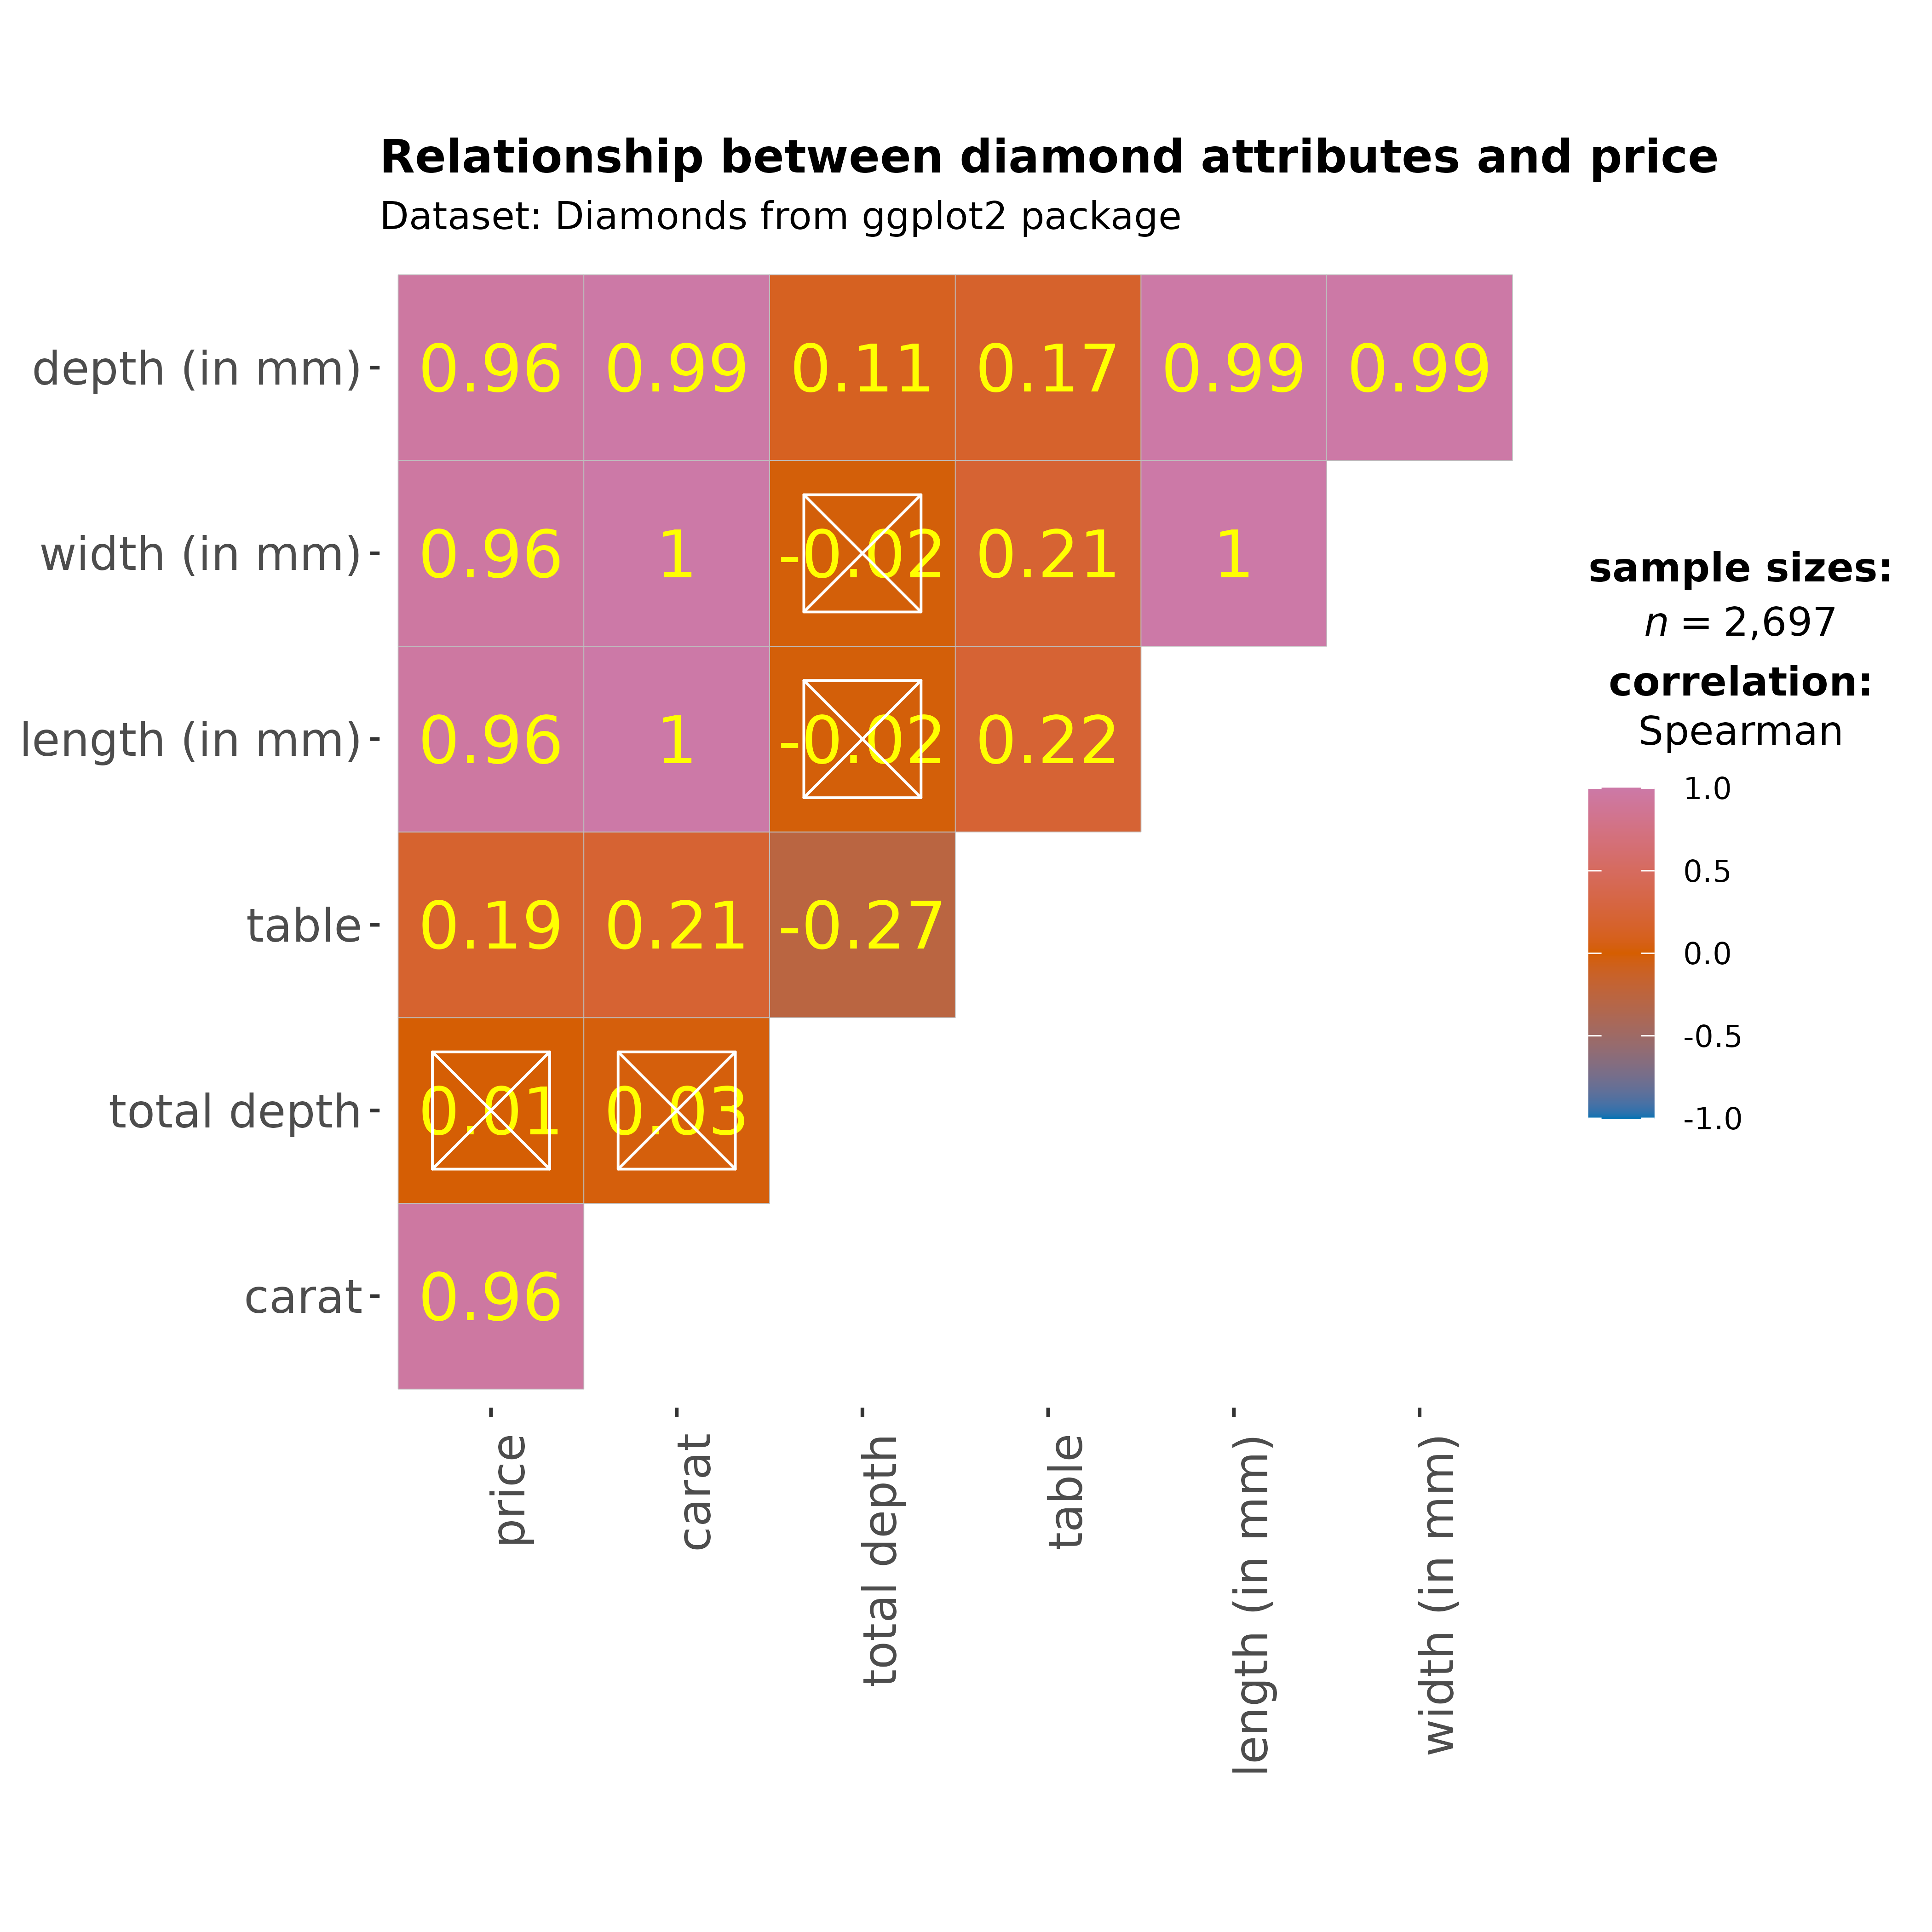 Relationship between diamond attributes and price
Dataset: Diamonds from ggplot2 package
depth (in mm) 0.96 0.99 0.11 0.17 0.99 0.99
width (in mm) 0.96 1 -0.02 0.21 1
length (in mm) 0.96 1 -0.02 0.22
table 0.19 0.21 -0.27
total depth 0.01 0.03
carat 0.96
price
carat
total depth
table
length (in mm)
width (in mm)
sample sizes:
n = 2,697
correlation:
Spearman
1.0
0.5
0.0
-0.5
-1.0